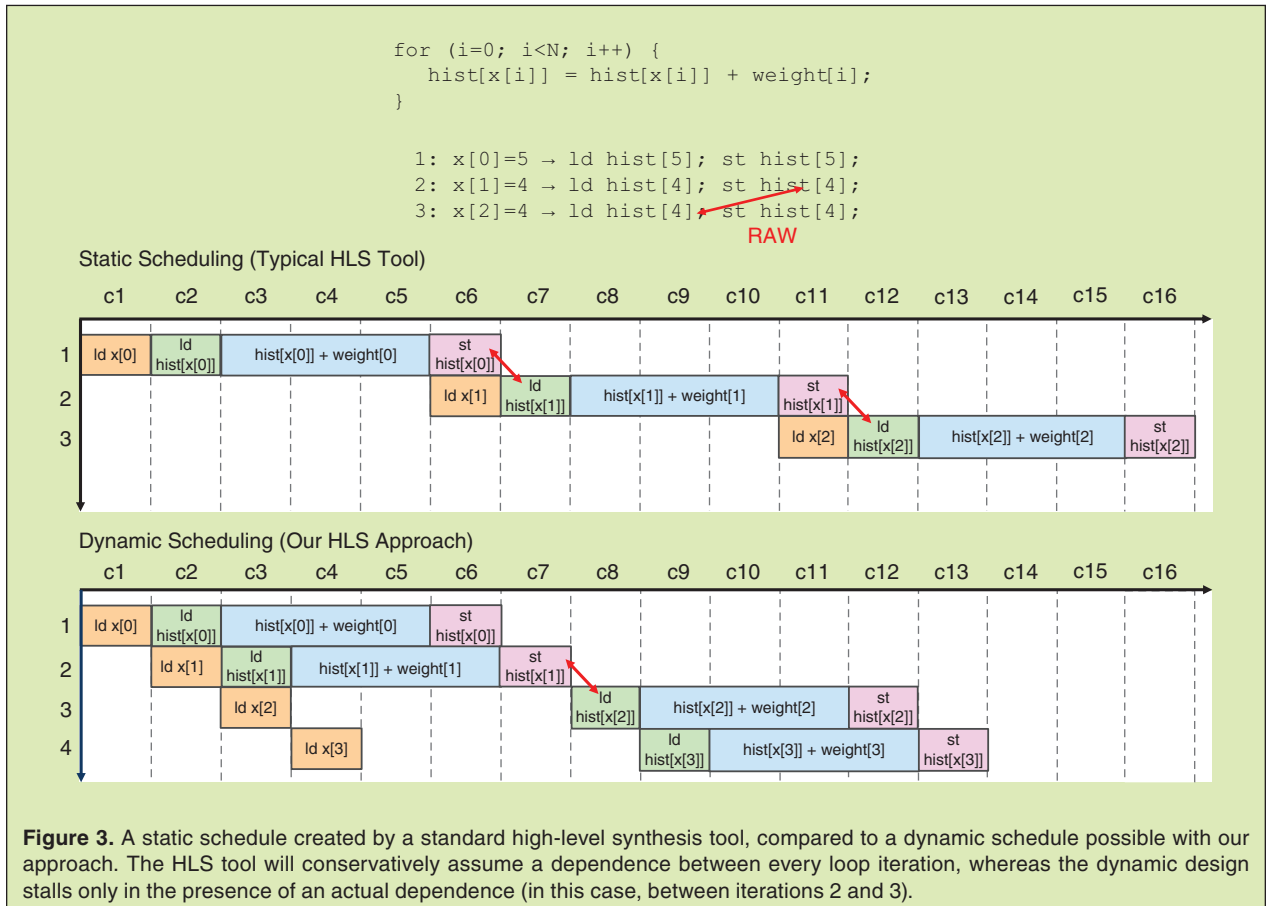 for (i=0; i<N; i++) {
hist[x[i]] = hist[x[i]] + weight[i];
}
1: x[0]=5 → ld hist[5]; st hist[5];
2: x[1]=4 → ld hist[4]; st hist[4];
3: x[2]=4 → ld hist[4]; st hist[4];
RAW
Static Scheduling (Typical HLS Tool)
c1 c2 c3 c4 c5 c6 c7 c8 c9 c10 c11 c12 c13 c14 c15 c16
1
ld x[0]
ld
hist[x[0]]
hist[x[0]] + weight[0]
st
hist[x[0]]
2
ld x[1]
ld
hist[x[1]]
hist[x[1]] + weight[1]
st
hist[x[1]]
3
ld x[2]
ld
hist[x[2]]
hist[x[2]] + weight[2]
st
hist[x[2]]
Dynamic Scheduling (Our HLS Approach)
c1 c2 c3 c4 c5 c6 c7 c8 c9 c10 c11 c12 c13 c14 c15 c16
1
ld x[0]
ld
hist[x[0]]
hist[x[0]] + weight[0]
st
hist[x[0]]
2
ld x[1]
ld
hist[x[1]]
hist[x[1]] + weight[1]
st
hist[x[1]]
3
ld x[2]
ld
hist[x[2]]
hist[x[2]] + weight[2]
st
hist[x[2]]
4
ld x[3]
ld
hist[x[3]]
hist[x[3]] + weight[3]
st
hist[x[3]]
Figure 3. A static schedule created by a standard high-level synthesis tool, compared to a dynamic schedule possible with our
approach. The HLS tool will conservatively assume a dependence between every loop iteration, whereas the dynamic design
stalls only in the presence of an actual dependence (in this case, between iterations 2 and 3).